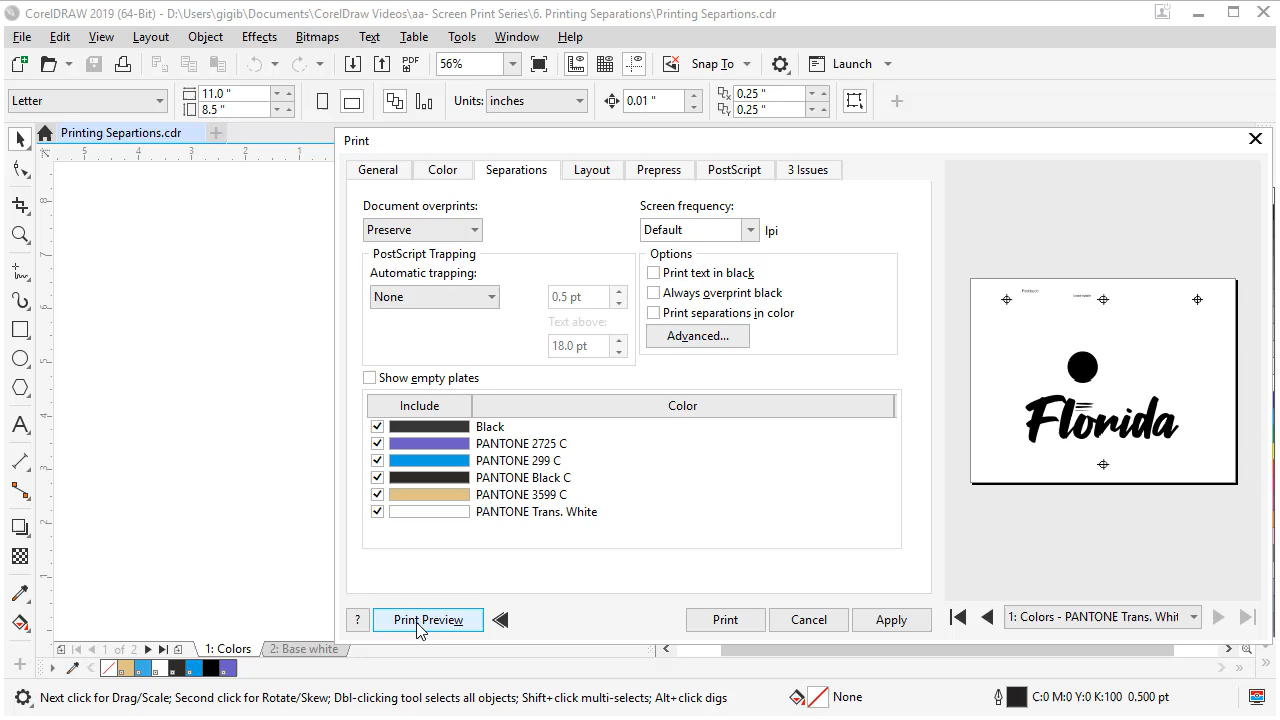 CorelDRAW 2019 (64-Bit) - D:\Users\gigib\Documents\CorelDraw Videos\aa- Screen Print Series\6. Printing Separations\Printing Separtions.cdr
File Edit View Layout Object Effects Bitmaps Text Table Tools Window Help
PDF 56% Snap To Launch
Letter 11.0 " 8.5 " Units: inches 0.01 " 0.25 " 0.25 "
Printing Separtions.cdr
5 4 3 2 1
Print
General Color Separations Layout Prepress PostScript 3 Issues
Document overprints: Screen frequency:
Preserve Default lpi
PostScript Trapping Options
Automatic trapping: Print text in black
None 0.5 pt Always overprint black
Text above: Print separations in color
18.0 pt Advanced...
Show empty plates
Include Color
Black
PANTONE 2725 C
PANTONE 299 C
PANTONE Black C
PANTONE 3599 C
PANTONE Trans. White
Florida
? Print Preview Print Cancel Apply 1: Colors - PANTONE Trans. Whit
1 of 2 1: Colors 2: Base white
Next click for Drag/Scale; Second click for Rotate/Skew; Dbl-clicking tool selects all objects; Shift+click multi-selects; Alt+click digs None C:0 M:0 Y:0 K:100 0.500 pt